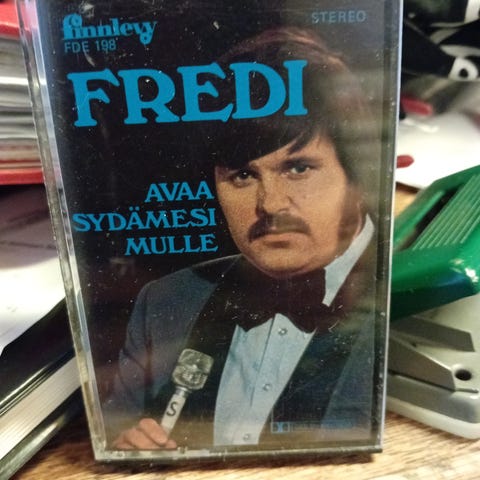 finnlevy
FDE 198
STEREO
FREDI
AVAA
SYDÄMESI
MULLE
S